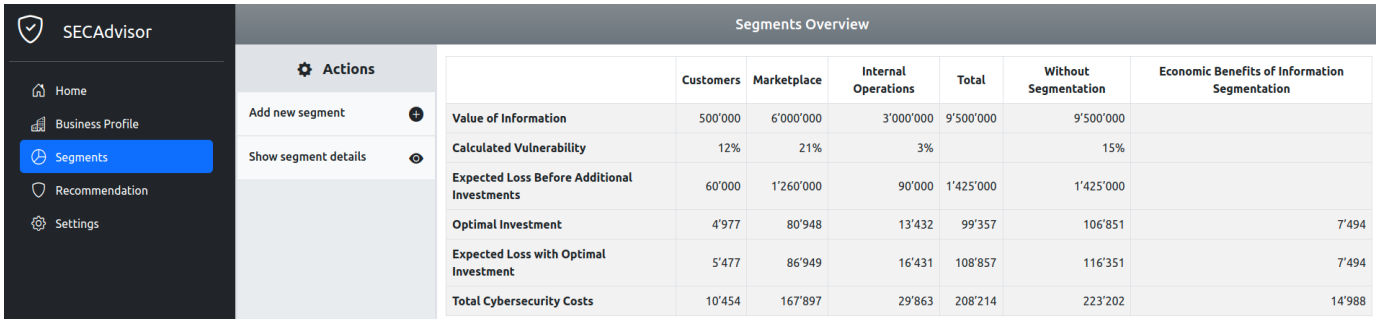 SECAdvisor
Home
Business Profile
Segments
Recommendation
Settings
Segments Overview
Actions
Add new segment
Show segment details
Customers Marketplace Internal Operations Total Without Segmentation Economic Benefits of Information Segmentation
Value of Information 500'000 6'000'000 3'000'000 9'500'000 9'500'000
Calculated Vulnerability 12% 21% 3% 15%
Expected Loss Before Additional Investments 60'000 1'260'000 90'000 1'425'000 1'425'000
Optimal Investment 4'977 80'948 13'432 99'357 106'851 7'494
Expected Loss with Optimal Investment 5'477 86'949 16'431 108'857 116'351 7'494
Total Cybersecurity Costs 10'454 167'897 29'863 208'214 223'202 14'988